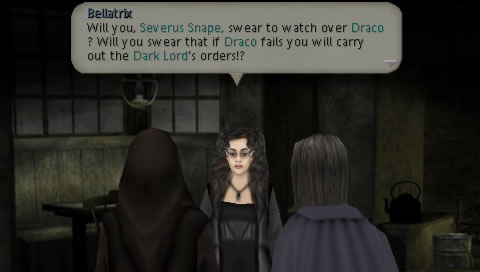 Bellatrix
Will you, Severus Snape, swear to watch over Draco
? Will you swear that if Draco fails you will carry
out the Dark Lord's orders!?